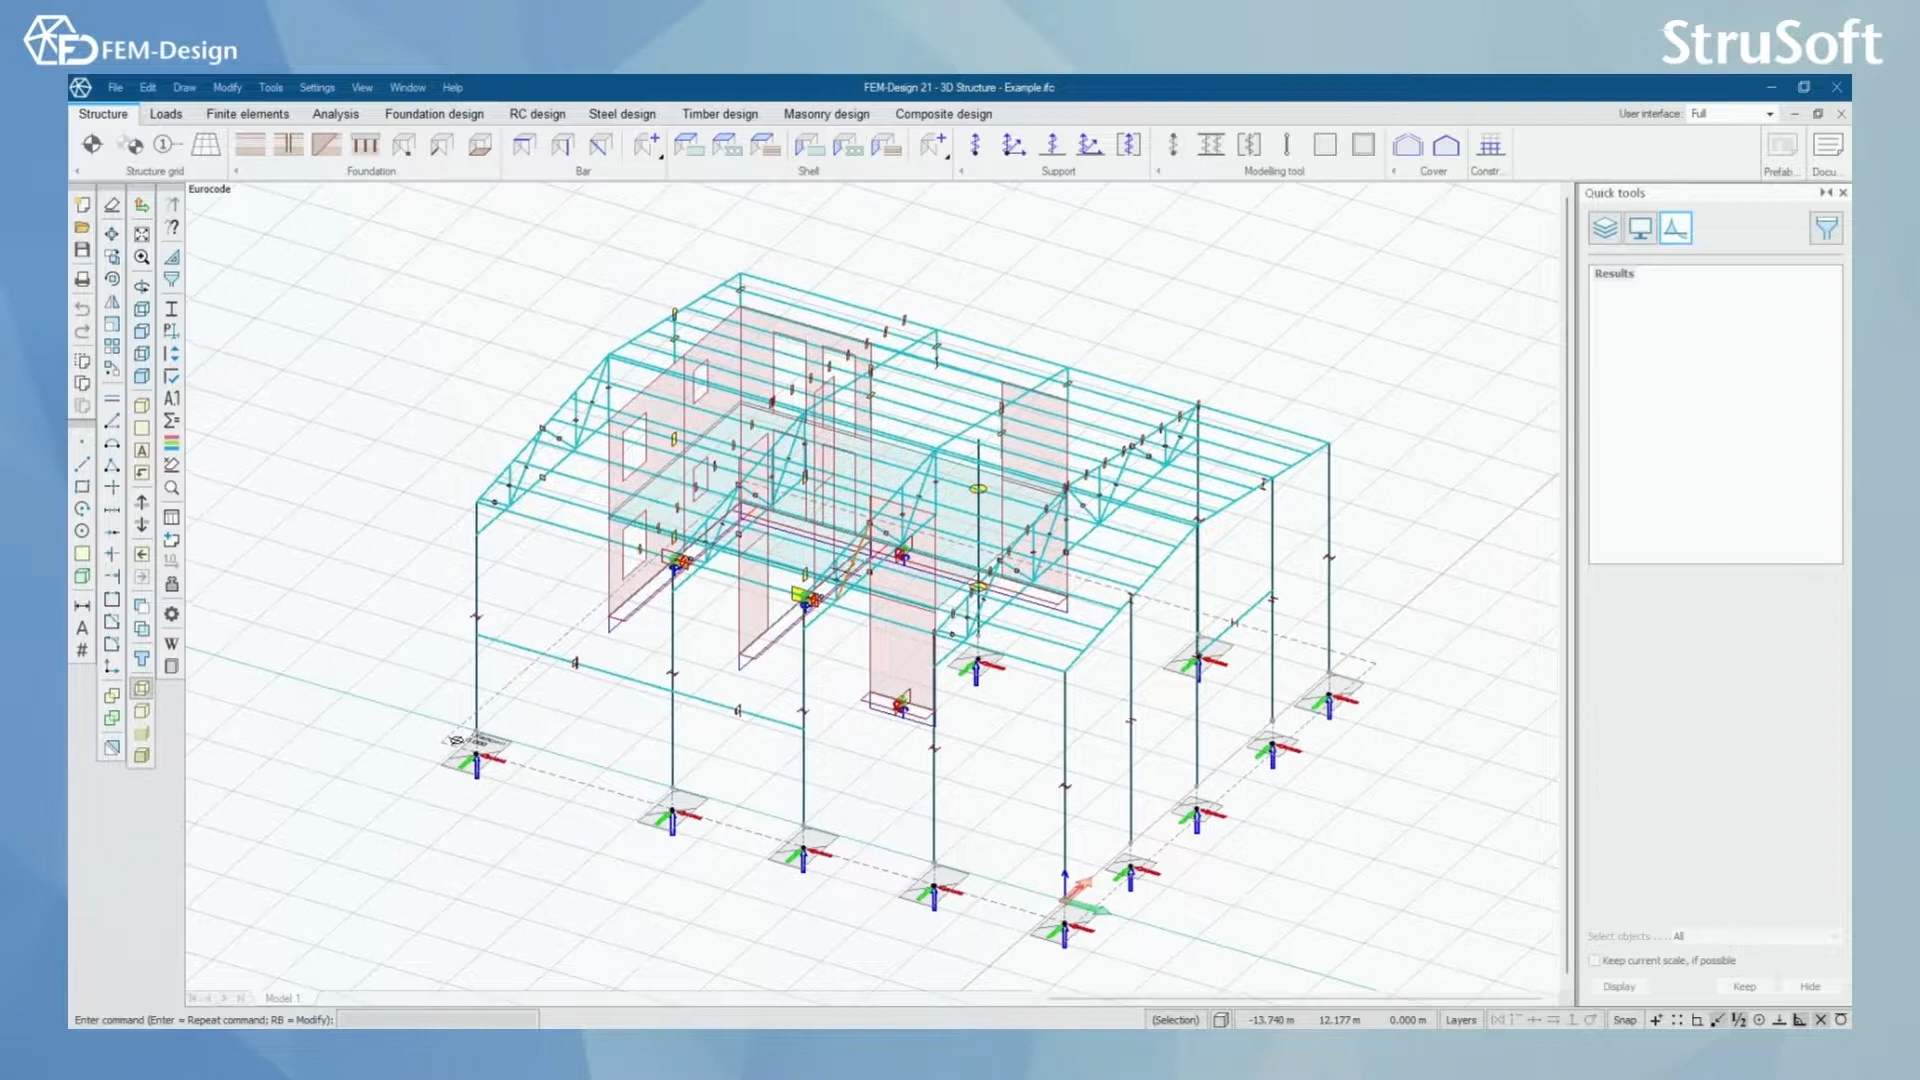 FEM-Design
StruSoft
File Edit Draw Modify Tools Settings View Window Help
FEM-Design 21 - 3D Structure - Example.ifc
Structure Loads Finite elements Analysis Foundation design RC design Steel design Timber design Masonry design Composite design
User interface: Full
Structure grid Foundation Bar Shell Support Modelling tool Cover Constr... Prefab... Docu...
Eurocode
Quick tools
Results
Select objects ..... All
Keep current scale, if possible
Display Keep Hide
Model 1
Enter command (Enter = Repeat command; RB = Modify):
(Selection) -13.740 m 12.177 m 0.000 m Layers Snap